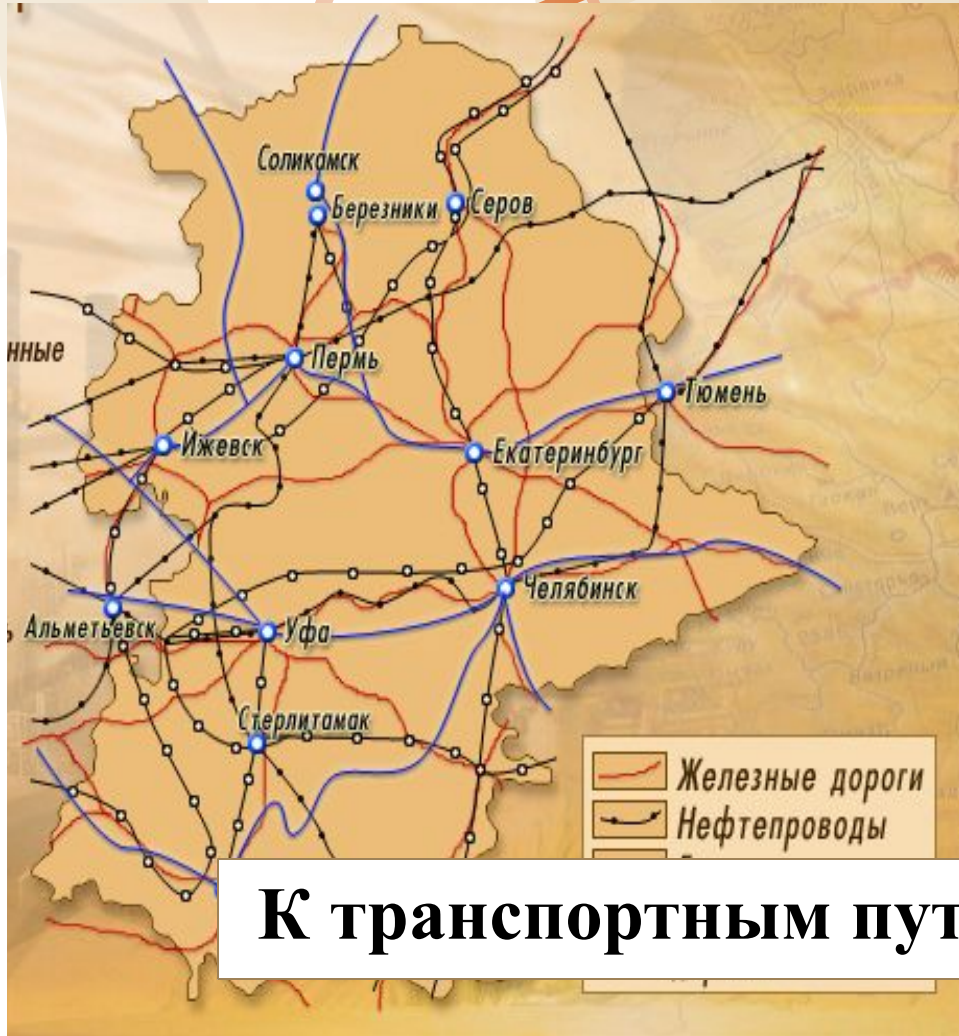 Соликамск
Березники
Серов
нные
Пермь
Тюмень
Ижевск
Екатеринбург
Челябинск
Альметьевск
Уфа
Стерлитамак
Железные дороги
Нефтепроводы
К транспортным пут